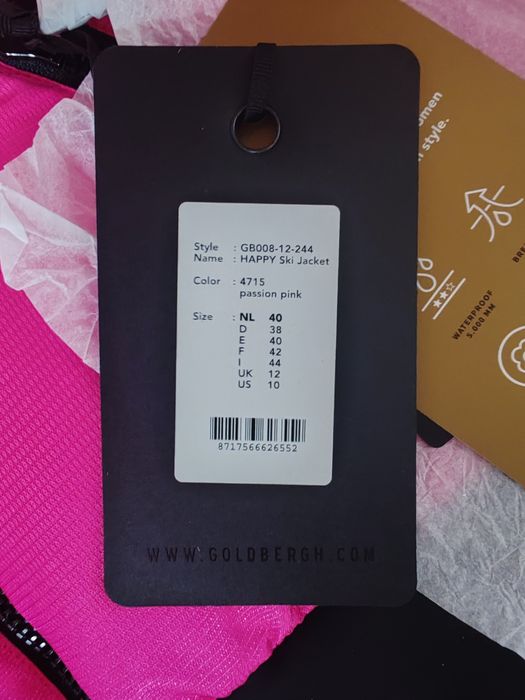 Style : GB008-12-244
Name : HAPPY Ski Jacket
Color : 4715
passion pink
Size : NL 40
D 38
E 40
F 42
I 44
UK 12
US 10
8717566626552
WWW.GOLDBERGH.COM
style.
WATERPROOF
5.000 MM